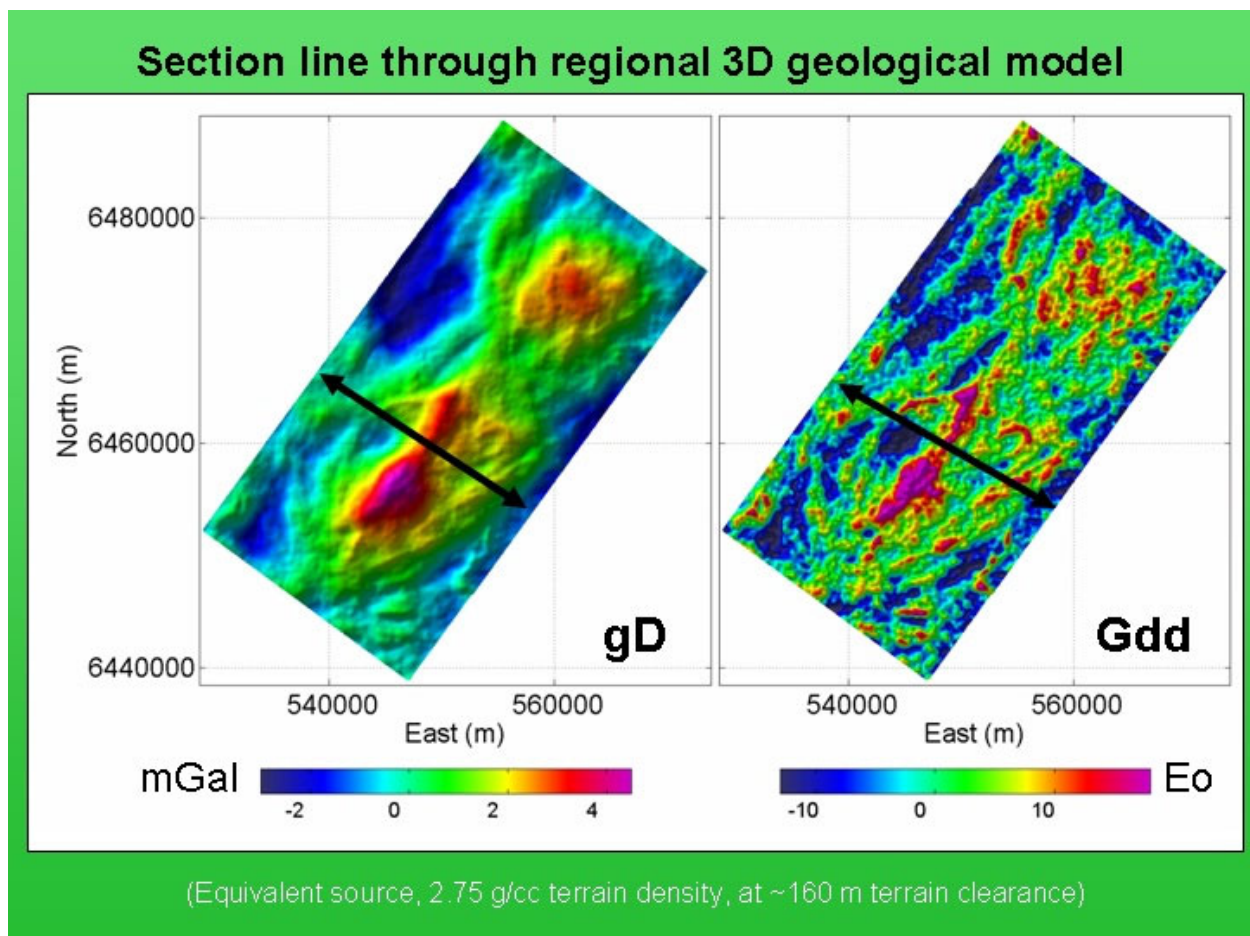 Section line through regional 3D geological model
6480000
6460000
6440000
North (m)
540000 560000
East (m)
gD
540000 560000
East (m)
Gdd
mGal
-2 0 2 4
-10 0 10
Eo
(Equivalent source, 2.75 g/cc terrain density, at ~160 m terrain clearance)